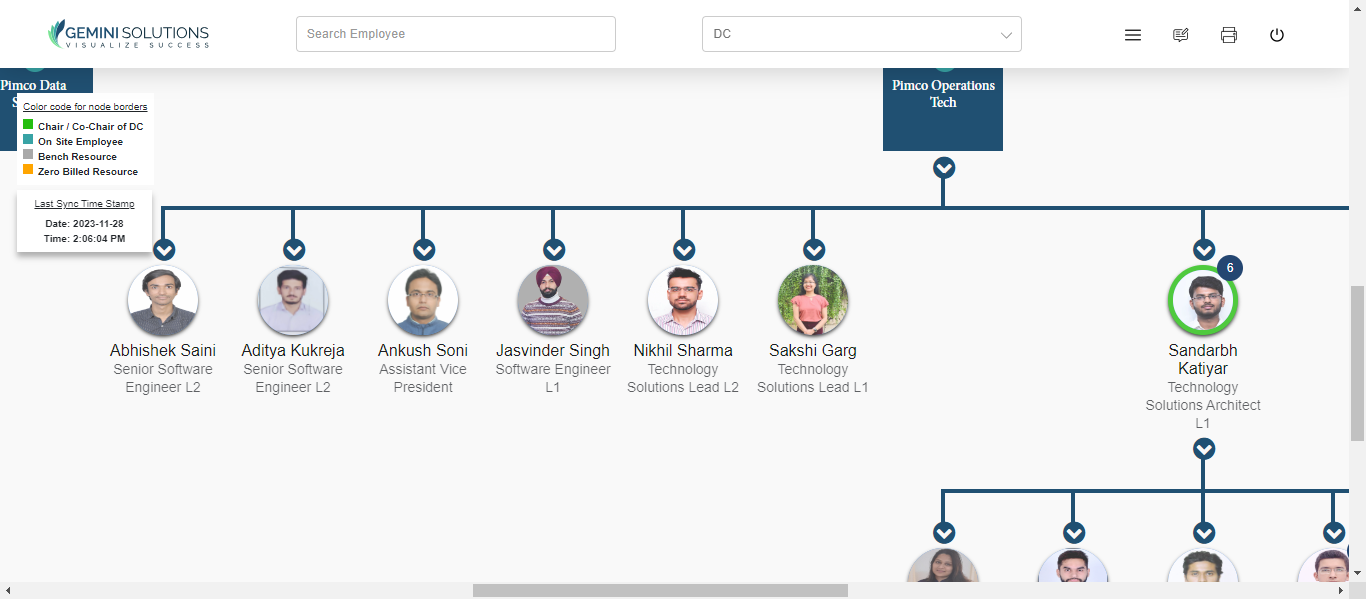 GEMINI SOLUTIONS
VISUALIZE SUCCESS
Search Employee
DC
Pimco Data
S
Pimco Operations
Tech
Color code for node borders
Chair / Co-Chair of DC
On Site Employee
Bench Resource
Zero Billed Resource
Last Sync Time Stamp
Date: 2023-11-28
Time: 2:06:04 PM
6
Abhishek Saini
Senior Software
Engineer L2
Aditya Kukreja
Senior Software
Engineer L2
Ankush Soni
Assistant Vice
President
Jasvinder Singh
Software Engineer
L1
Nikhil Sharma
Technology
Solutions Lead L2
Sakshi Garg
Technology
Solutions Lead L1
Sandarbh
Katiyar
Technology
Solutions Architect
L1